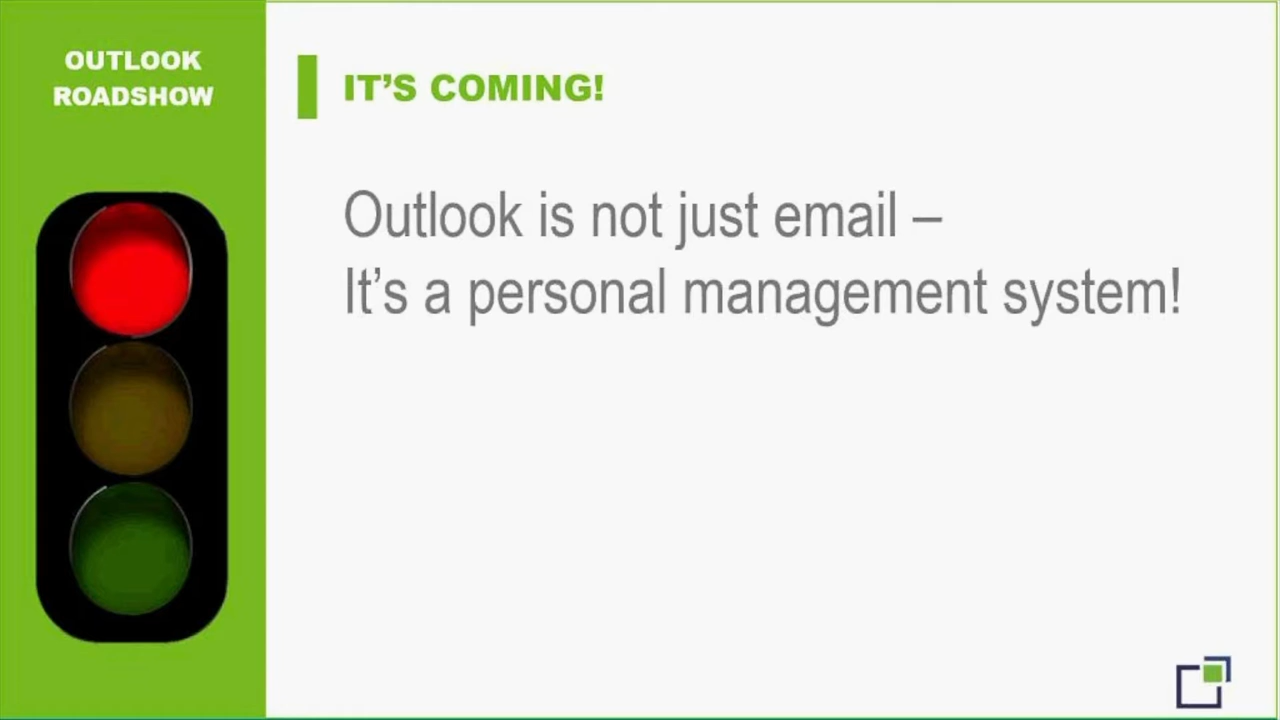 OUTLOOK
ROADSHOW
IT’S COMING!
Outlook is not just email –
It’s a personal management system!